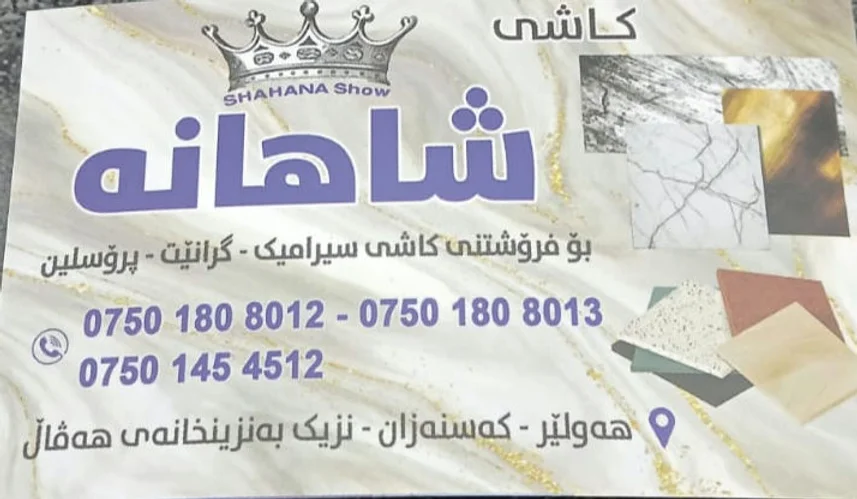 کاشی
SHAHANA Show
شاهانە
بۆ فرۆشتنی کاشی سیرامیک - گرانێت - پرۆسلین
0750 180 8012 - 0750 180 8013
0750 145 4512
هەولێر - کەسنەزان - نزیک بەنزینخانەی هەڤاڵ